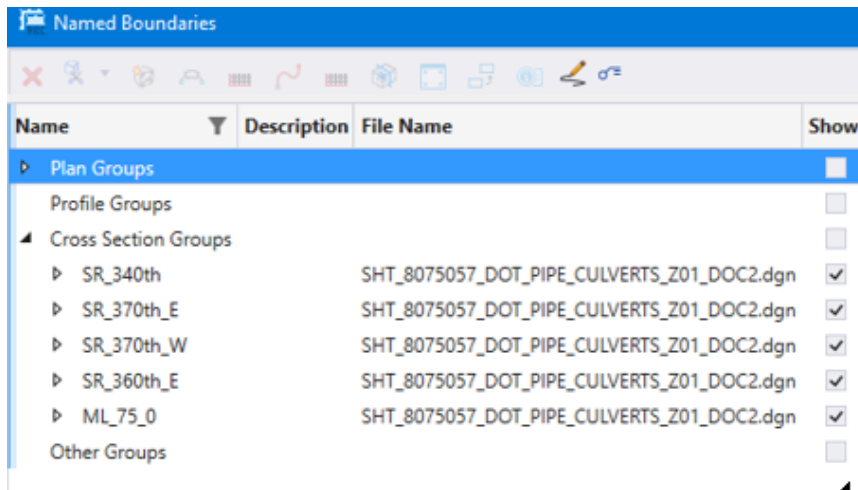 Named Boundaries
Name Description File Name Show
Plan Groups
Profile Groups
Cross Section Groups
SR_340th SHT_8075057_DOT_PIPE_CULVERTS_Z01_DOC2.dgn
SR_370th_E SHT_8075057_DOT_PIPE_CULVERTS_Z01_DOC2.dgn
SR_370th_W SHT_8075057_DOT_PIPE_CULVERTS_Z01_DOC2.dgn
SR_360th_E SHT_8075057_DOT_PIPE_CULVERTS_Z01_DOC2.dgn
ML_75_0 SHT_8075057_DOT_PIPE_CULVERTS_Z01_DOC2.dgn
Other Groups